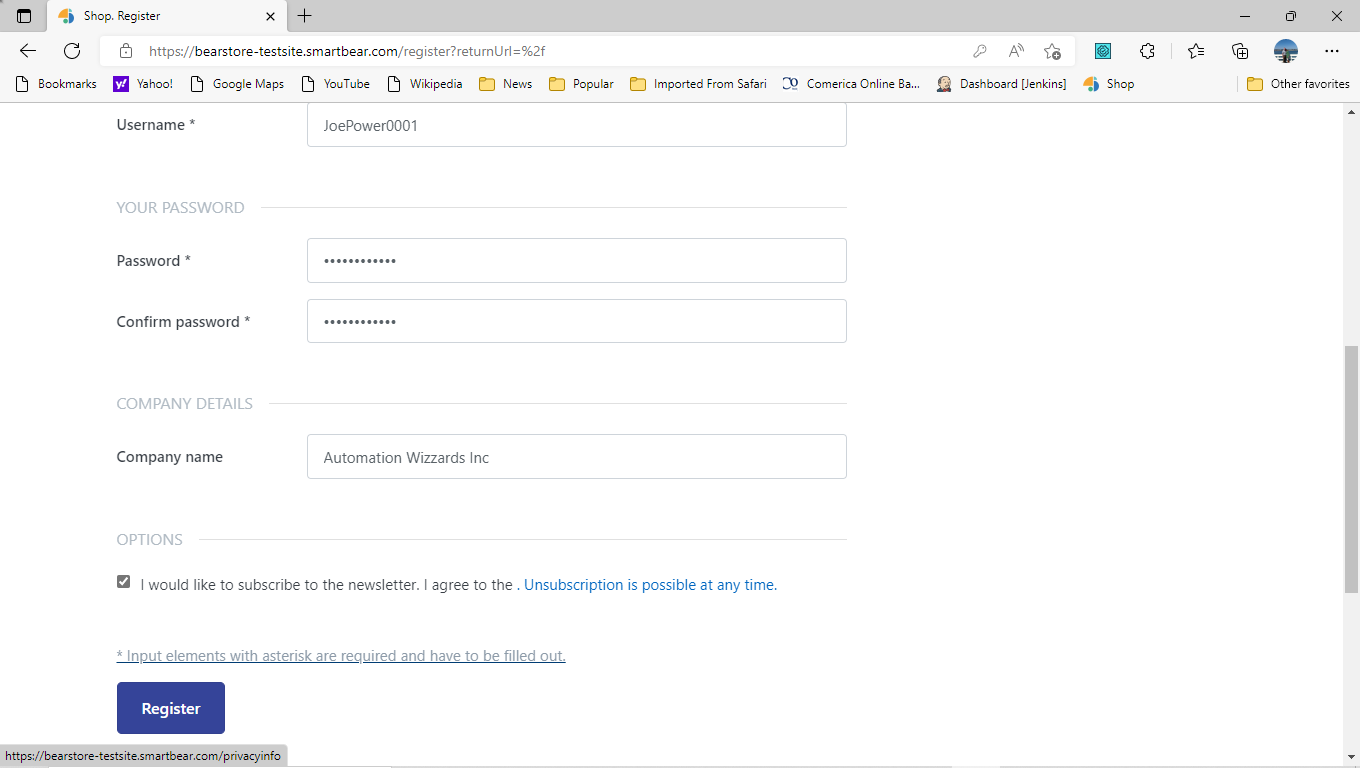 Shop. Register
https://bearstore-testsite.smartbear.com/register?returnUrl=%2f
Bookmarks Yahoo! Google Maps YouTube Wikipedia News Popular Imported From Safari Comerica Online Ba... Dashboard [Jenkins] Shop Other favorites
Username * JoePower0001
YOUR PASSWORD
Password * ••••••••••••
Confirm password * ••••••••••••
COMPANY DETAILS
Company name Automation Wizzards Inc
OPTIONS
I would like to subscribe to the newsletter. I agree to the . Unsubscription is possible at any time.
* Input elements with asterisk are required and have to be filled out.
Register
https://bearstore-testsite.smartbear.com/privacyinfo